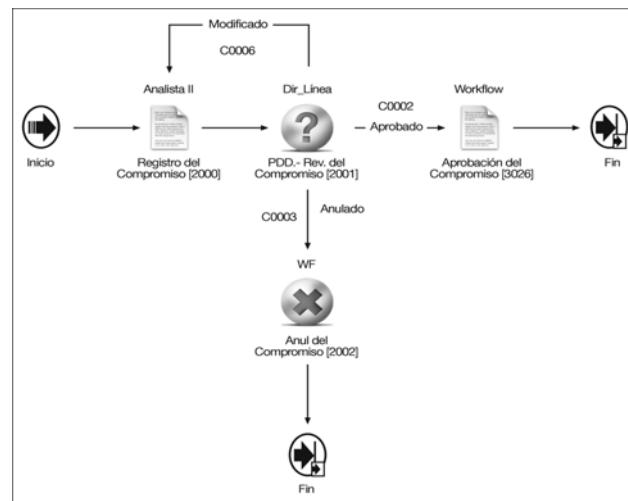 Modificado
C0006
Analista II
Dir_Línea
Workflow
C0002
Aprobado
Inicio
Registro del
Compromiso [2000]
PDD.- Rev. del
Compromiso [2001]
Aprobación del
Compromiso [3026]
Fin
C0003
Anulado
WF
Anul del
Compromiso [2002]
Fin